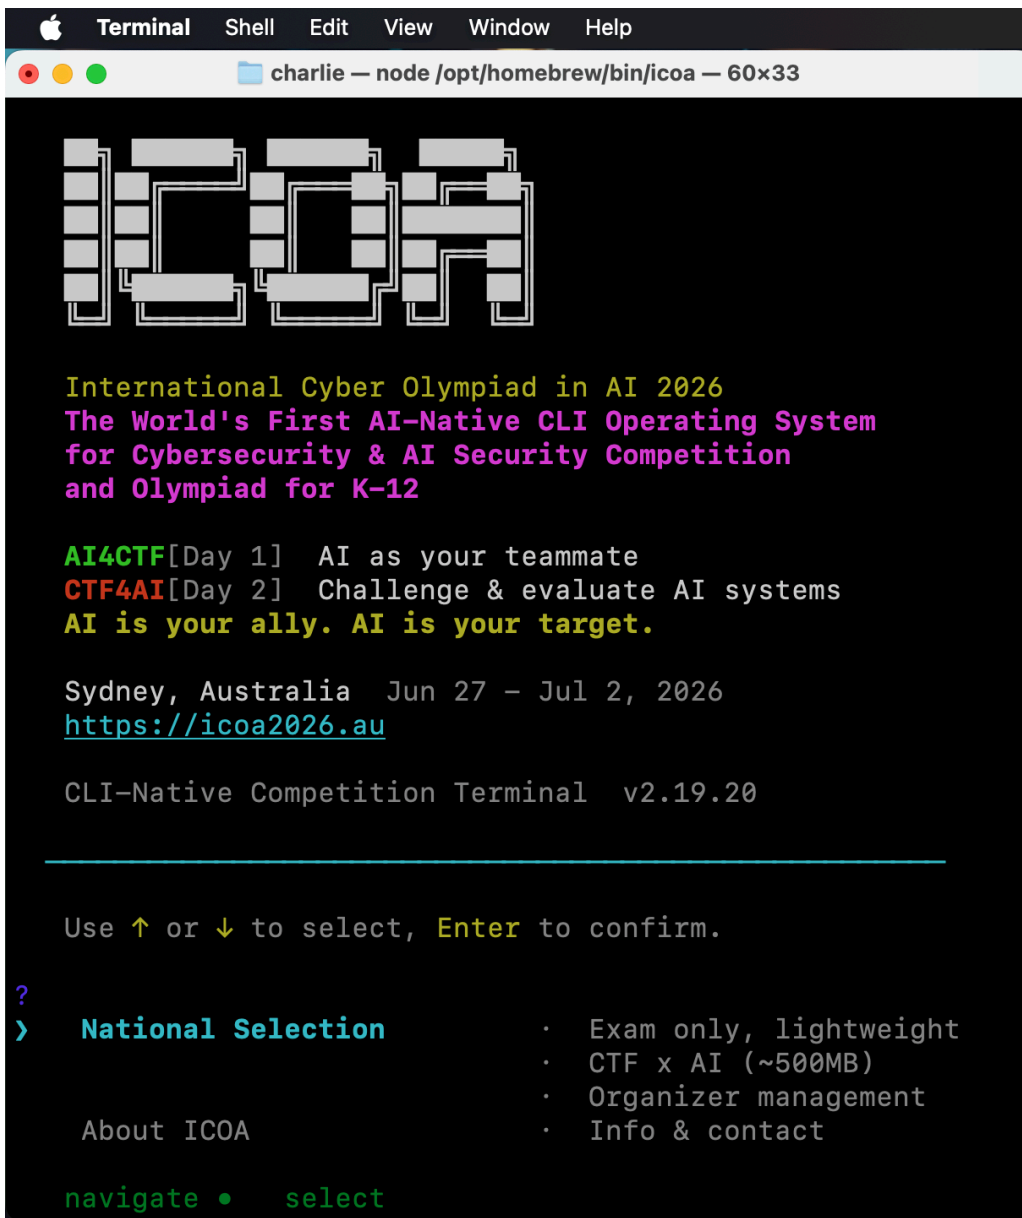 Terminal Shell Edit View Window Help
charlie — node /opt/homebrew/bin/icoa — 60×33
ICOA
International Cyber Olympiad in AI 2026
The World's First AI-Native CLI Operating System
for Cybersecurity & AI Security Competition
and Olympiad for K-12
AI4CTF[Day 1] AI as your teammate
CTF4AI[Day 2] Challenge & evaluate AI systems
AI is your ally. AI is your target.
Sydney, Australia Jun 27 – Jul 2, 2026
https://icoa2026.au
CLI-Native Competition Terminal v2.19.20
Use ↑ or ↓ to select, Enter to confirm.
?
❯ National Selection · Exam only, lightweight
· CTF x AI (~500MB)
· Organizer management
About ICOA · Info & contact
navigate • select